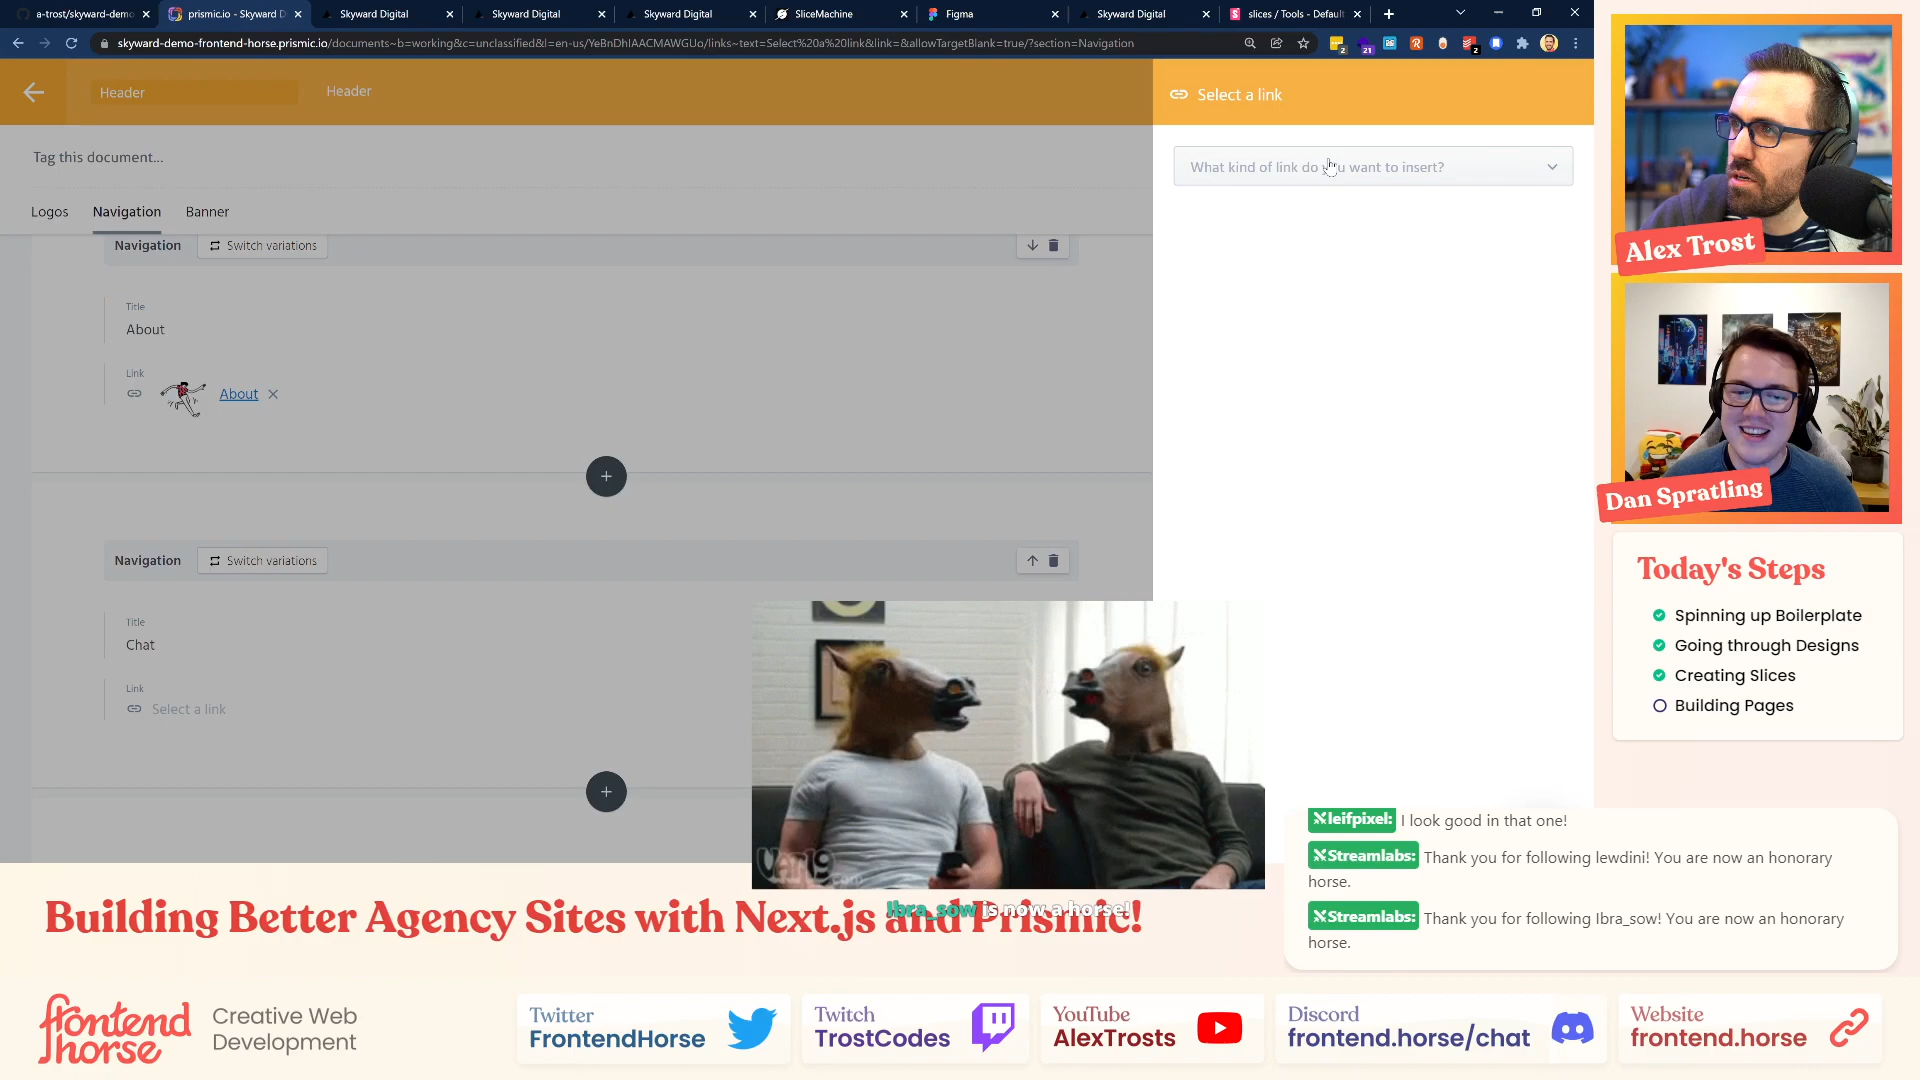 a-trost/skyward-demo
prismic.io - Skyward D
Skyward Digital
Skyward Digital
Skyward Digital
SliceMachine
Figma
Skyward Digital
slices / Tools - Default
skyward-demo-frontend-horse.prismic.io/documents~b=working&c=unclassified&l=en-us/YeBnDhIAACMAWGUo/links~text=Select%20a%20link&link=&allowTargetBlank=true/?section=Navigation
2
21
2
Header
Header
Select a link
Tag this document...
What kind of link do you want to insert?
Logos
Navigation
Banner
Navigation
Switch variations
Title
About
Link
About
Navigation
Switch variations
Title
Chat
Link
Select a link
Alex Trost
Dan Spratling
Today's Steps
Spinning up Boilerplate
Going through Designs
Creating Slices
Building Pages
leifpixel: I look good in that one!
Streamlabs: Thank you for following lewdini! You are now an honorary
horse.
Streamlabs: Thank you for following Ibra_sow! You are now an honorary
horse.
Ibra_sow is now a horse!
Building Better Agency Sites with Next.js and Prismic!
frontend
horse
Creative Web
Development
Twitter
FrontendHorse
Twitch
TrostCodes
YouTube
AlexTrosts
Discord
frontend.horse/chat
Website
frontend.horse